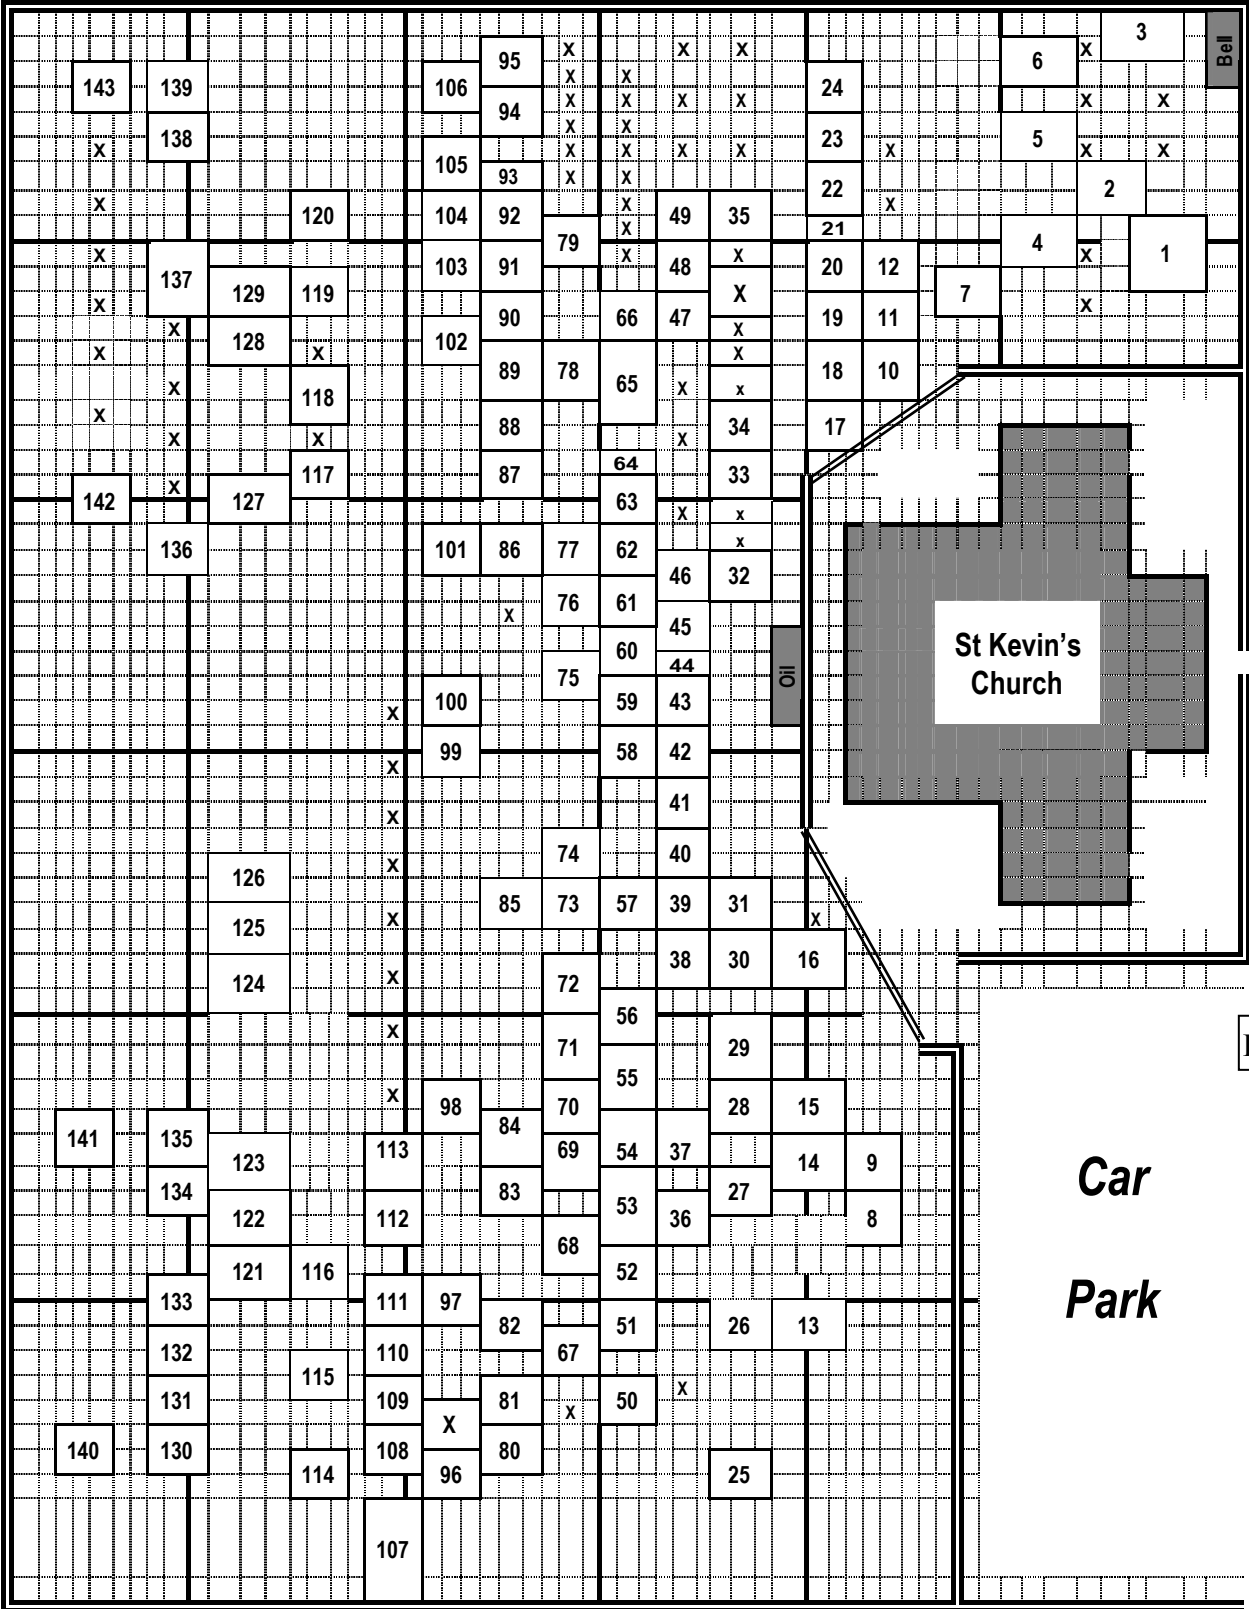 3
Bell
95 X X X 6 X
143 139 106 X X 24
94 X X X X X X
138 X X 23
X 105 X X X X X 5 X X
93 X X 22 2
X 120 104 92 X 49 35 X
79 X 21 4 1
X 103 91 X 48 X 20 12 X
137 129 119 X 7
X 90 66 47 19 11 X
X 128 X 102 X
X 89 78 65 X 18 10
X 118 X X
X 88 34 17
X X X
117 87 64 33
142 X 127 63
X X
136 101 86 77 62 X
46 32
X 76 61
45
60 44
75 Oil St Kevin's
Church
X 100 59 43
X 99 58 42
X 41
126 X 74 40
125 X 85 73 57 39 31 X
124 X 72 38 30 16
X 56
71 29
X 98 70 55 28 15
141 135 113 84 69 54 37 14 9
123
134 122 112 83 53 36 27 8
Car
121 116 68 52
133 111 97 51 26 13
Park
132 110 82 67
115
131 109 X 81 X 50 X
140 130 108 80
114 96 25
107